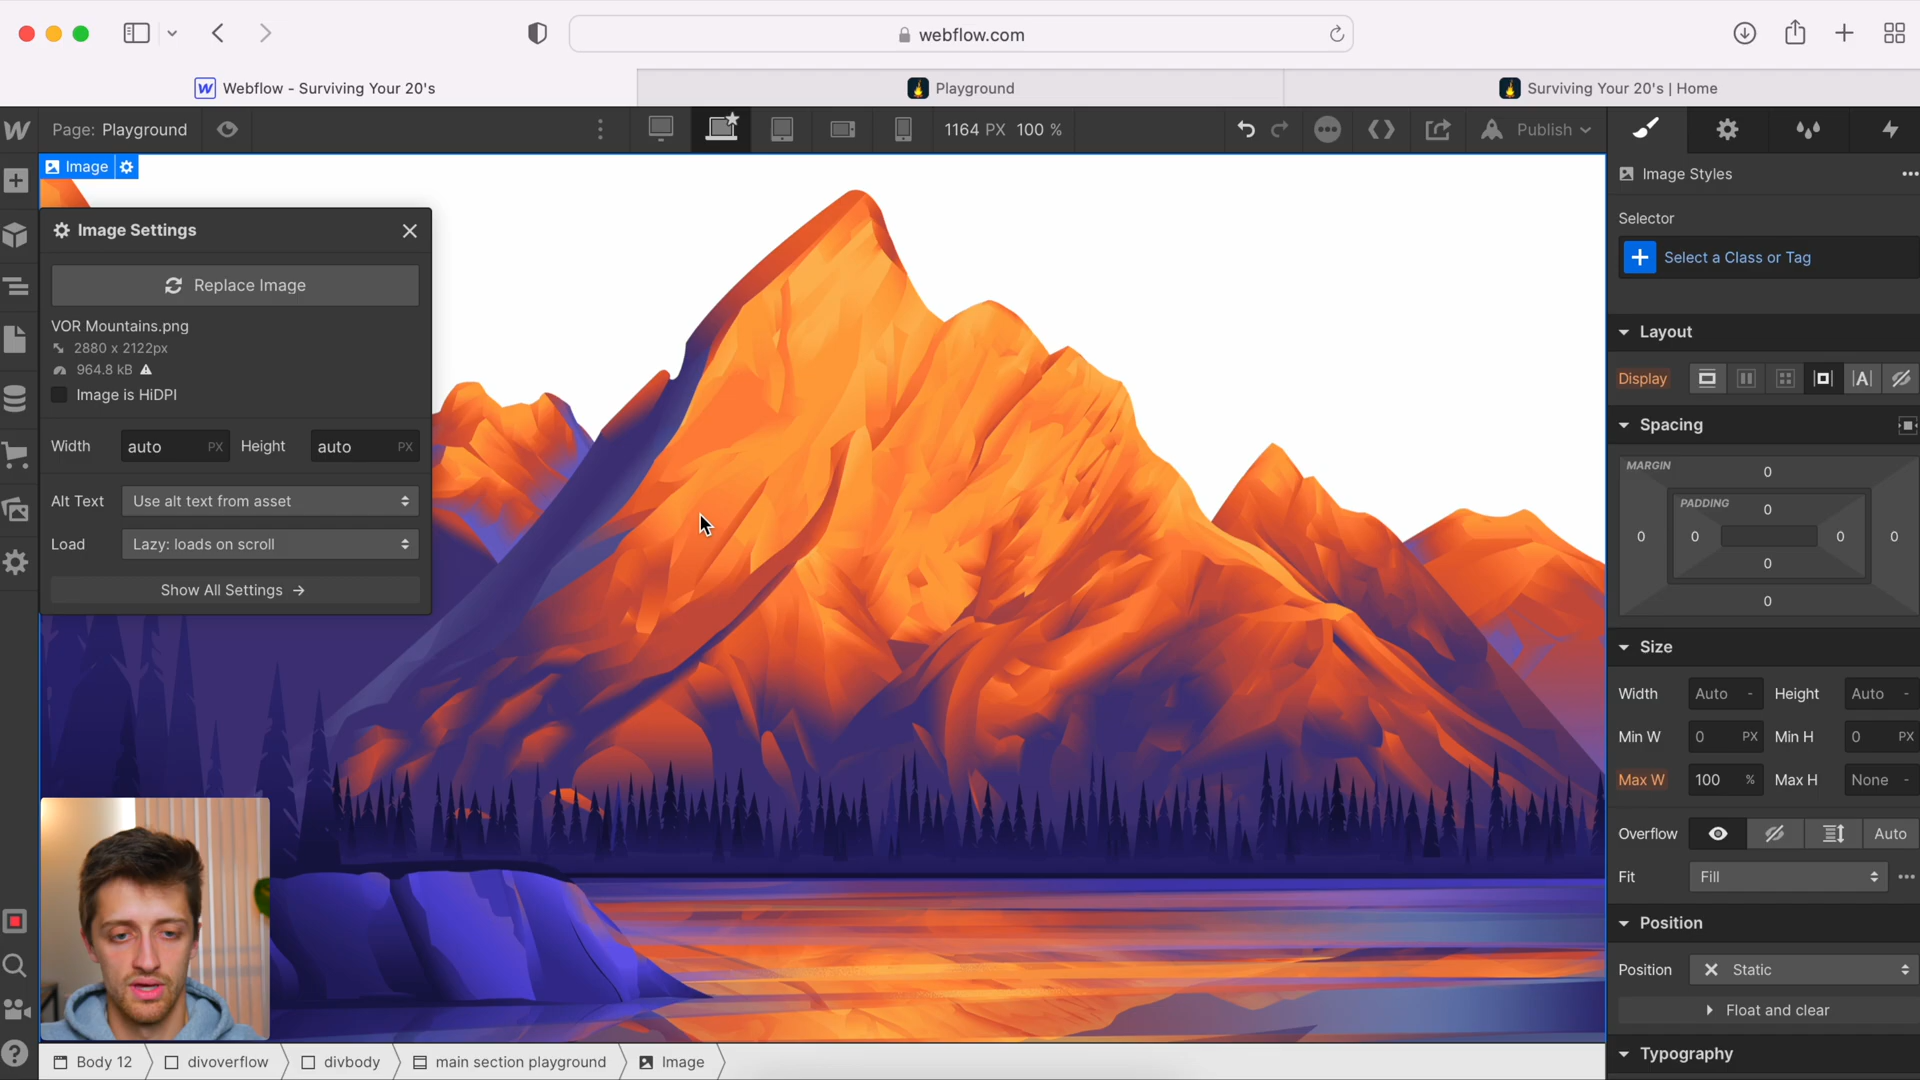 webflow.com
Webflow - Surviving Your 20's
Playground
Surviving Your 20's | Home
Page: Playground
1164 PX 100 %
Publish
Image
Image Settings
Replace Image
VOR Mountains.png
2880 x 2122px
964.8 kB
Image is HiDPI
Width auto PX Height auto PX
Alt Text Use alt text from asset
Load Lazy: loads on scroll
Show All Settings
Image Styles
Selector
Select a Class or Tag
Layout
Display
Spacing
MARGIN
0
PADDING
0
0 0 0 0
0
0
Size
Width Auto - Height Auto -
Min W 0 PX Min H 0 PX
Max W 100 % Max H None -
Overflow Auto
Fit Fill
Position
Position Static
Float and clear
Typography
Body 12 divoverflow divbody main section playground Image